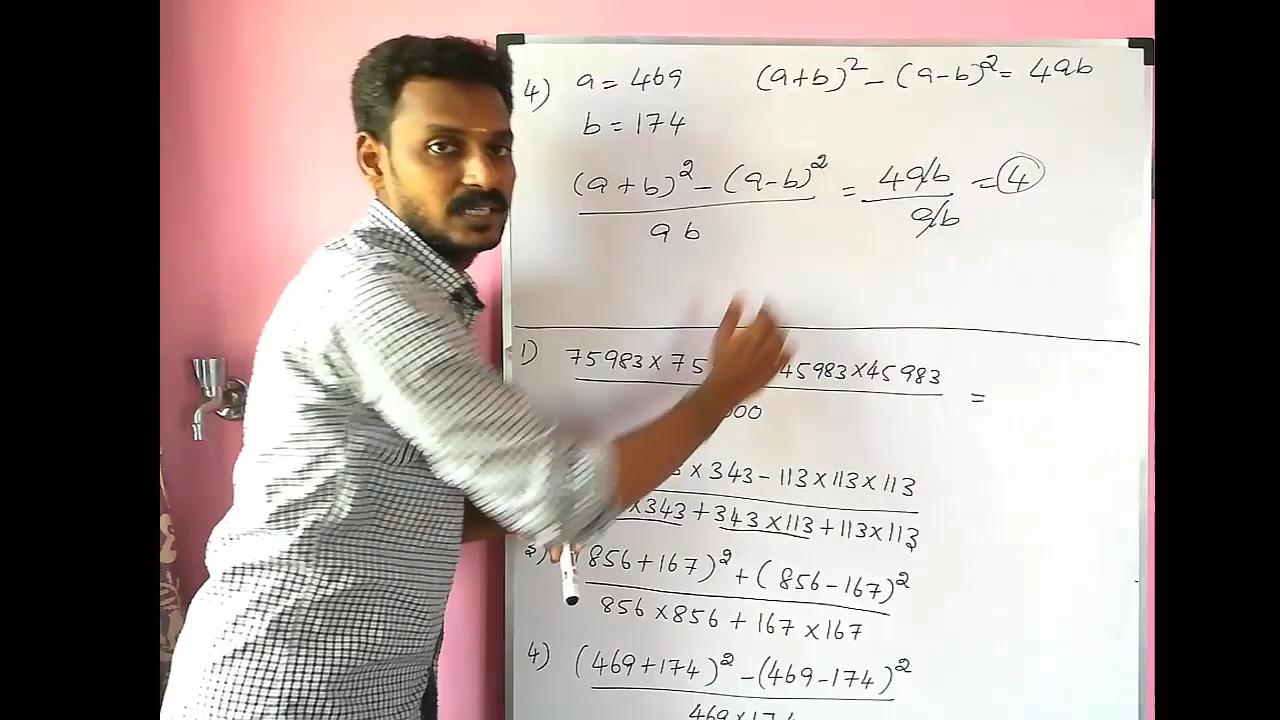 4) a = 469 (a+b)² – (a–b)² = 4ab
b = 174
(a+b)² – (a–b)² = 4ab = 4
ab ab
1) 75983 × 75 45983×45983 =
000
× 343 – 113×113×113
×343 + 343×113 + 113×113
(856+167)² + (856–167)²
856×856 + 167×167
4) (469+174)² – (469–174)²
469×174